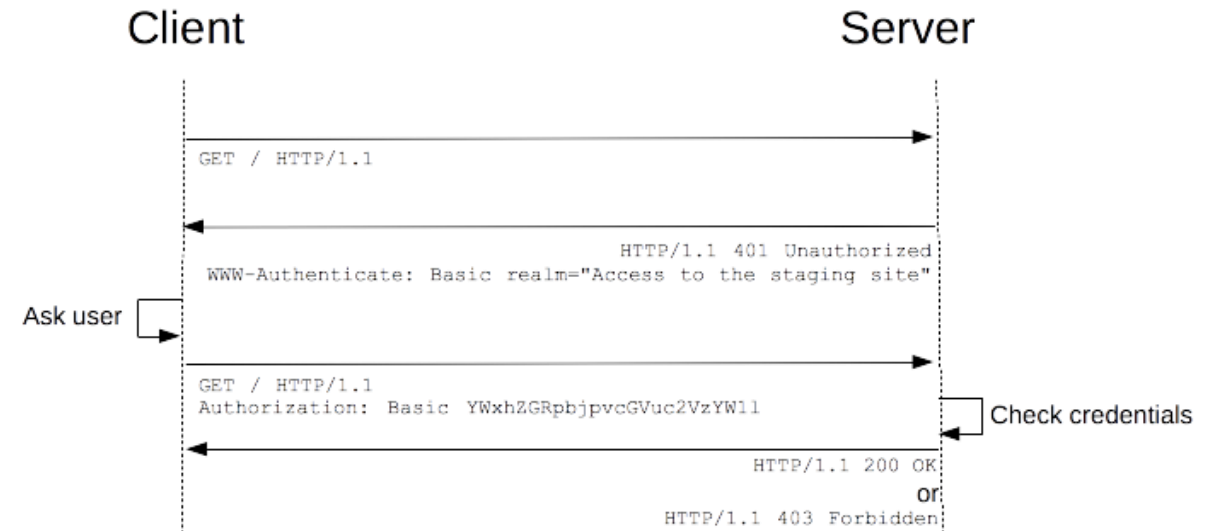 Client
Server
GET / HTTP/1.1
HTTP/1.1 401 Unauthorized
WWW-Authenticate: Basic realm="Access to the staging site"
Ask user
GET / HTTP/1.1
Authorization: Basic YWxhZGRpbjpvcGVuc2VzYW1l
Check credentials
HTTP/1.1 200 OK
or
HTTP/1.1 403 Forbidden